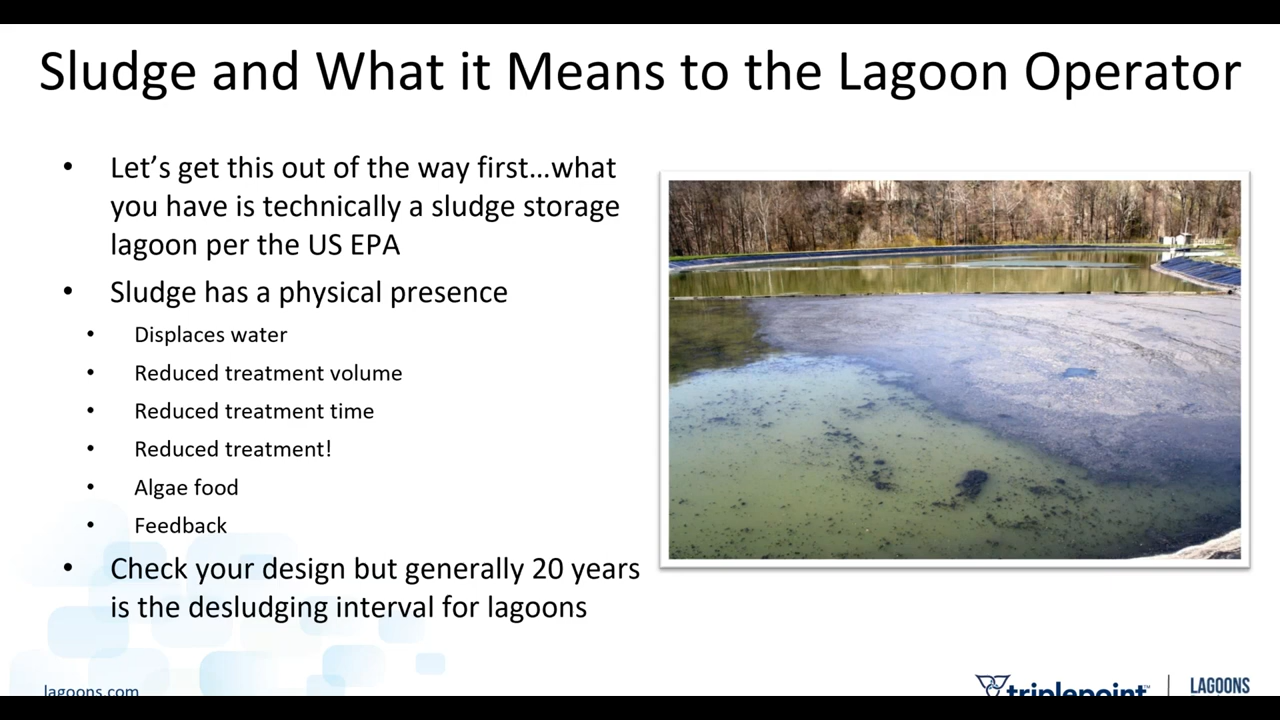 Sludge and What it Means to the Lagoon Operator
• Let’s get this out of the way first...what
you have is technically a sludge storage
lagoon per the US EPA
• Sludge has a physical presence
• Displaces water
• Reduced treatment volume
• Reduced treatment time
• Reduced treatment!
• Algae food
• Feedback
• Check your design but generally 20 years
is the desludging interval for lagoons
lagoons.com
triplepoint™ | LAGOONS